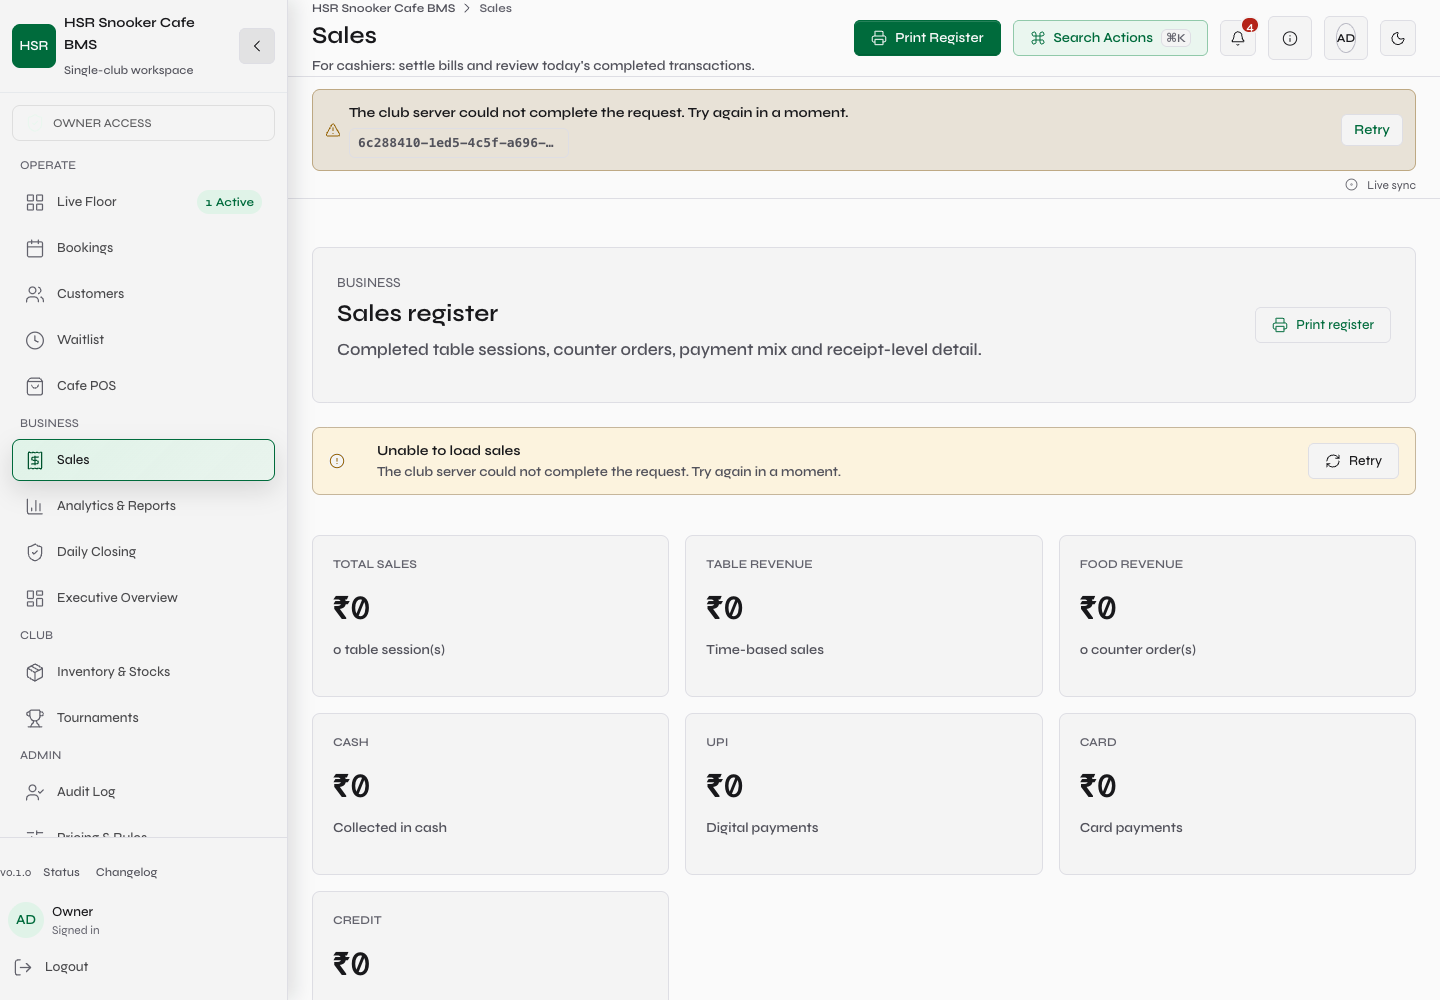 HSR
HSR Snooker Cafe
BMS
Single-club workspace
OWNER ACCESS
OPERATE
Live Floor
1 Active
Bookings
Customers
Waitlist
Cafe POS
BUSINESS
Sales
Analytics & Reports
Daily Closing
Executive Overview
CLUB
Inventory & Stocks
Tournaments
ADMIN
Audit Log
Pricing & Rules
v0.1.0
Status
Changelog
AD
Owner
Signed in
Logout
HSR Snooker Cafe BMS > Sales
Sales
For cashiers: settle bills and review today's completed transactions.
Print Register
Search Actions ⌘K
4
AD
The club server could not complete the request. Try again in a moment.
6c288410-1ed5-4c5f-a696-…
Retry
Live sync
BUSINESS
Sales register
Completed table sessions, counter orders, payment mix and receipt-level detail.
Print register
Unable to load sales
The club server could not complete the request. Try again in a moment.
Retry
TOTAL SALES
₹0
0 table session(s)
TABLE REVENUE
₹0
Time-based sales
FOOD REVENUE
₹0
0 counter order(s)
CASH
₹0
Collected in cash
UPI
₹0
Digital payments
CARD
₹0
Card payments
CREDIT
₹0